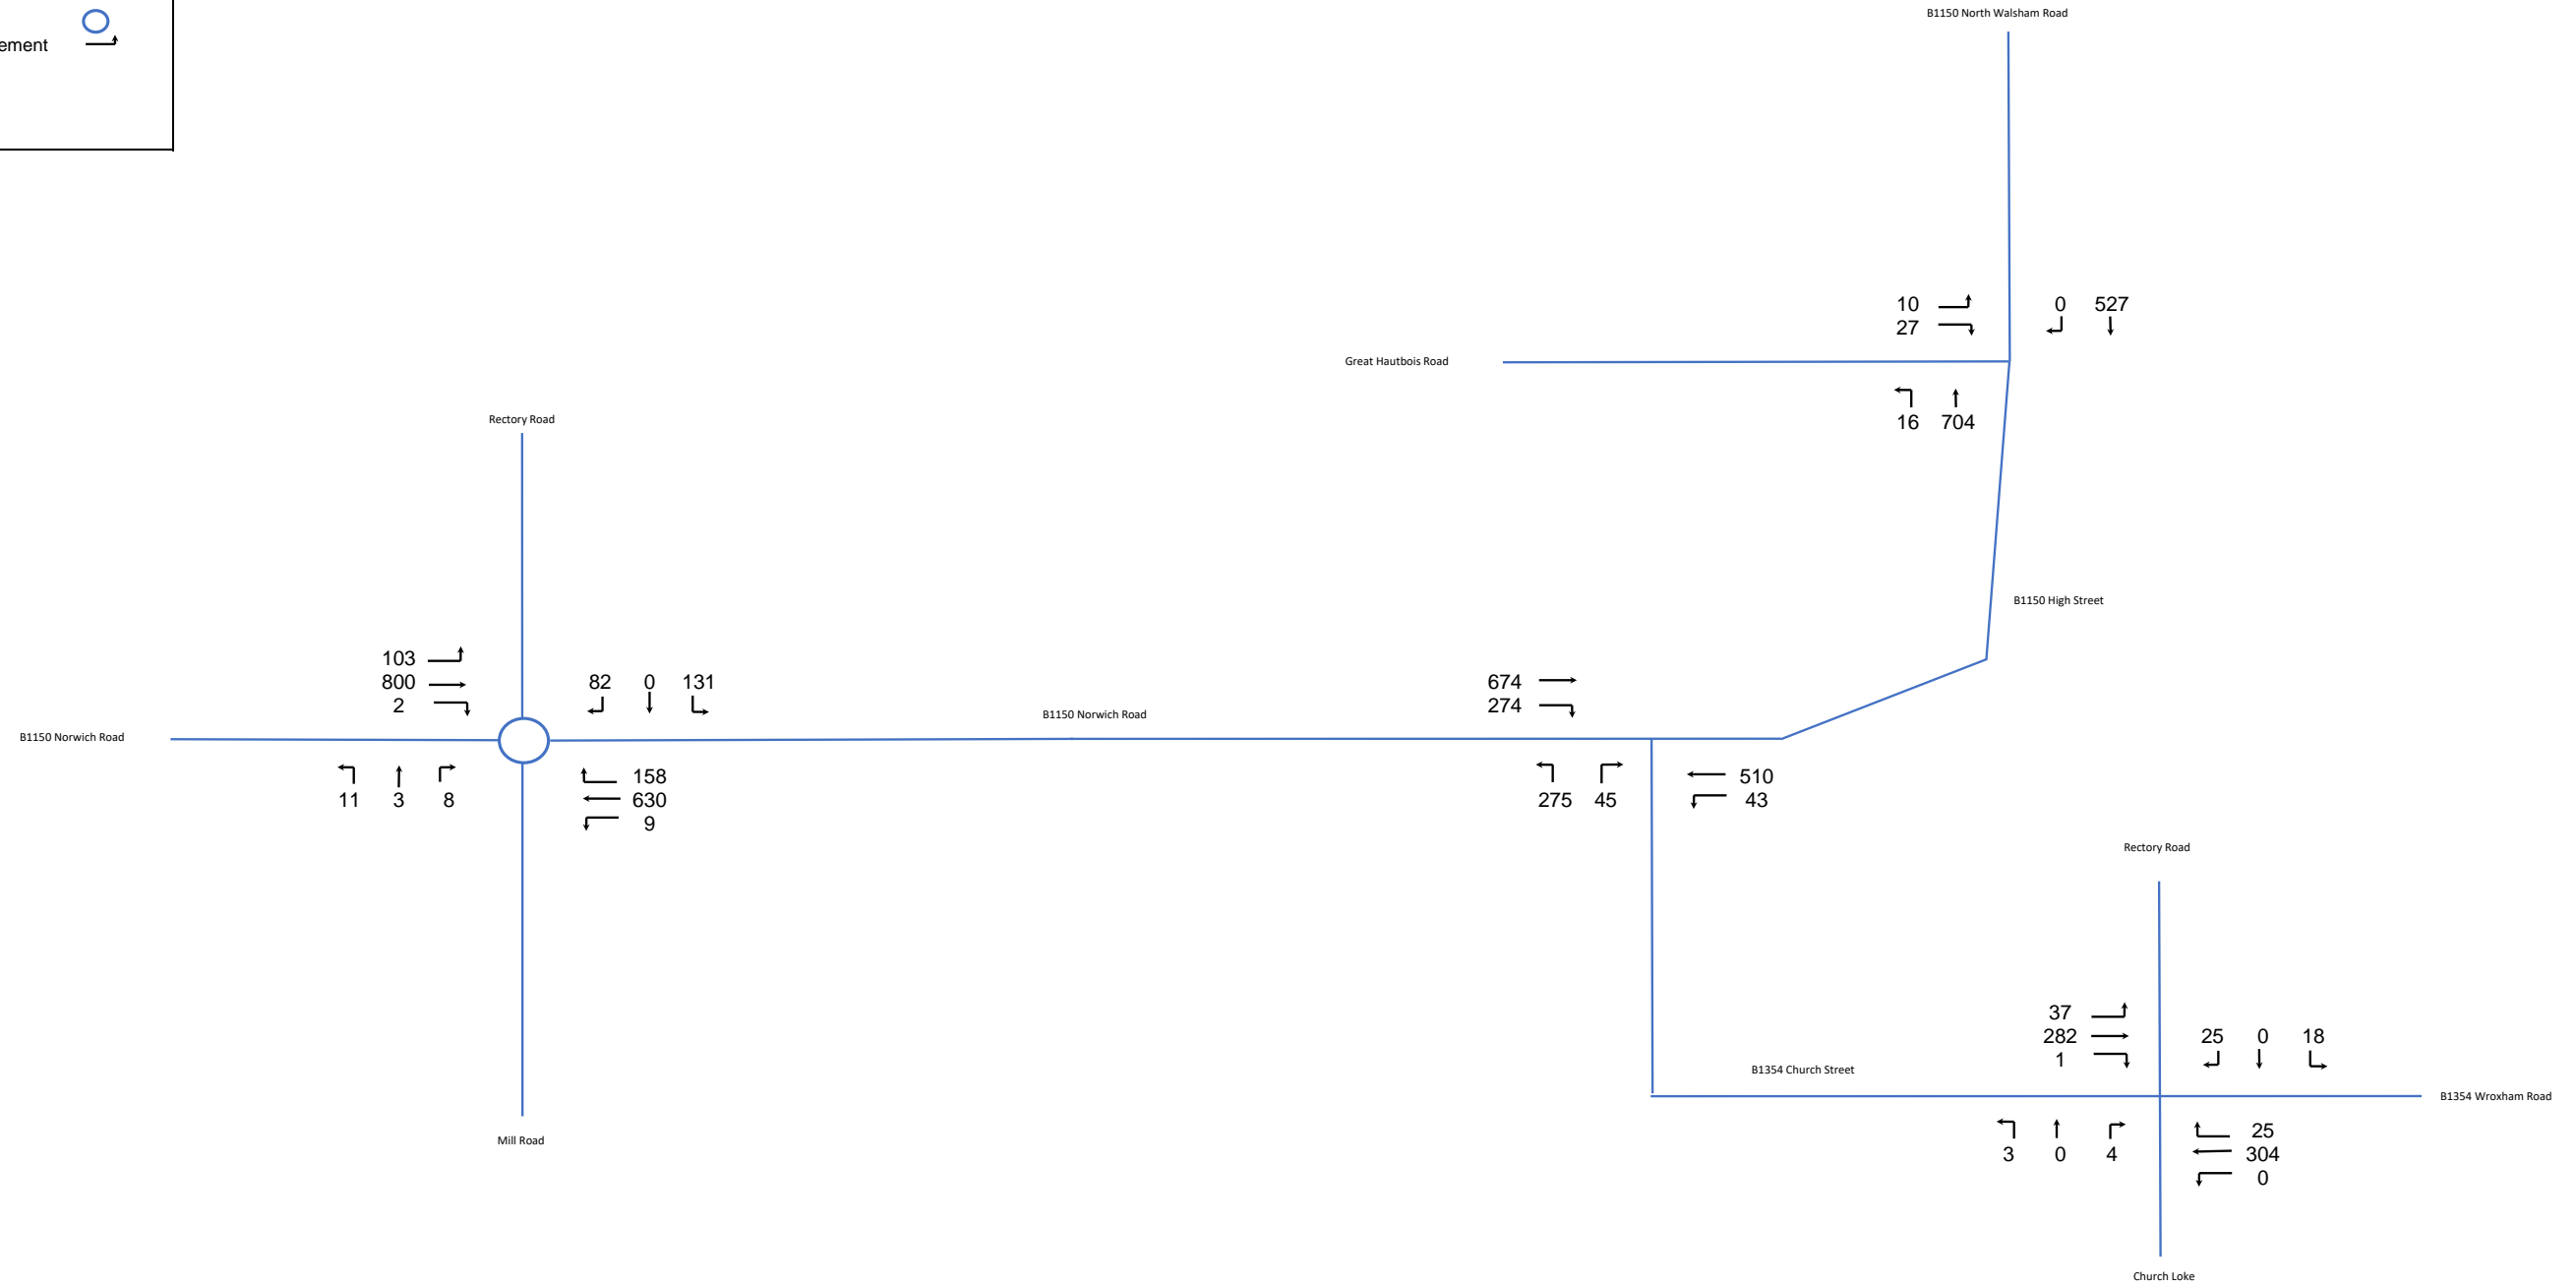 ement
B1150 North Walsham Road
10
0 527
27
Great Hautbois Road
16 704
Rectory Road
B1150 High Street
103
800
2
82 0 131
674
274
B1150 Norwich Road
B1150 Norwich Road
11 3 8
158
630
9
275 45
510
43
Rectory Road
37
282
1
25 0 18
B1354 Church Street
B1354 Wroxham Road
Mill Road
3 0 4
25
304
0
Church Loke